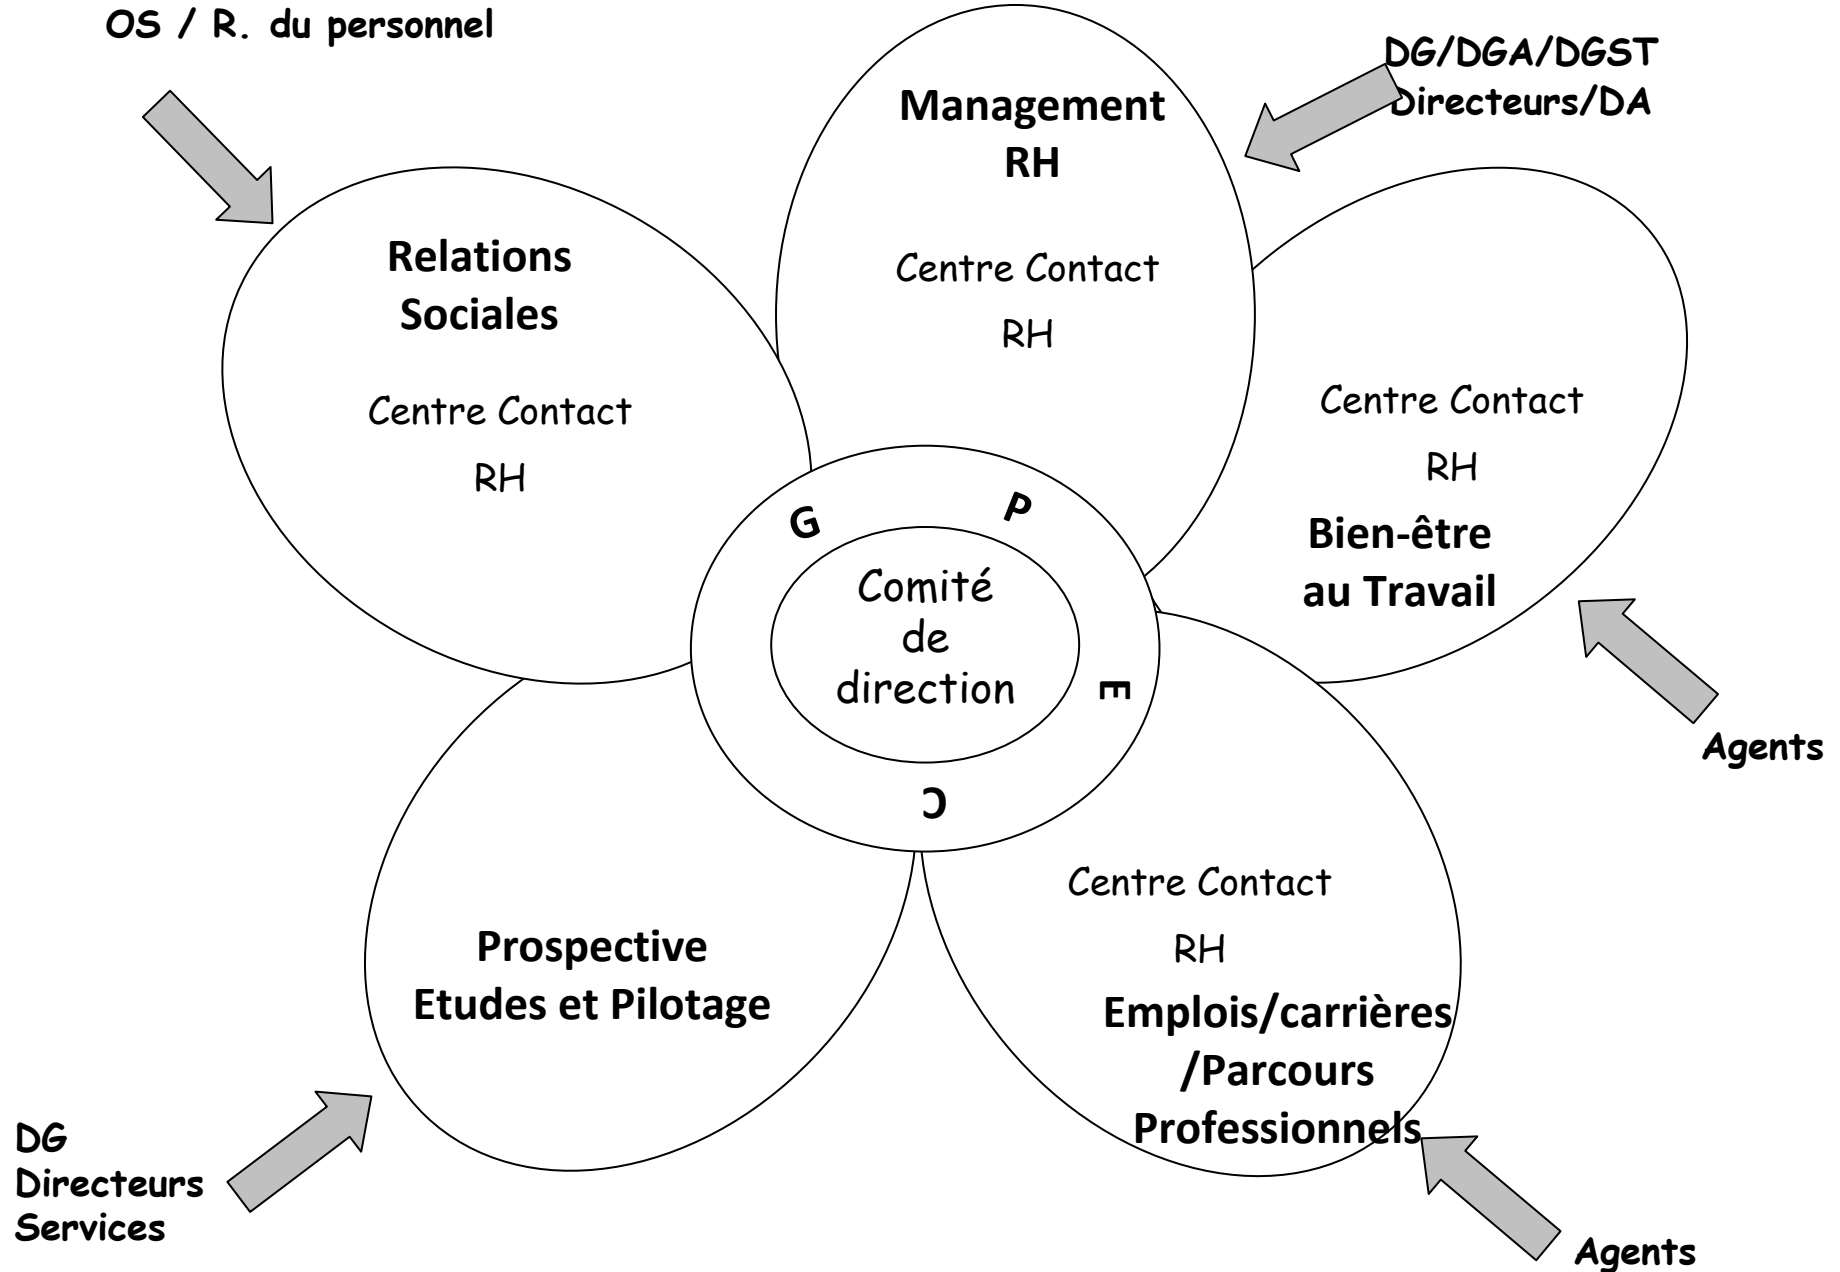 OS / R. du personnel
DG/DGA/DGST
Directeurs/DA
Management
RH
Centre Contact
RH
Relations
Sociales
Centre Contact
RH
Centre Contact
RH
Bien-être
au Travail
Agents
G P E C
Comité
de
direction
Centre Contact
RH
Emplois/carrières
/Parcours
Professionnels
Agents
Prospective
Etudes et Pilotage
DG
Directeurs
Services